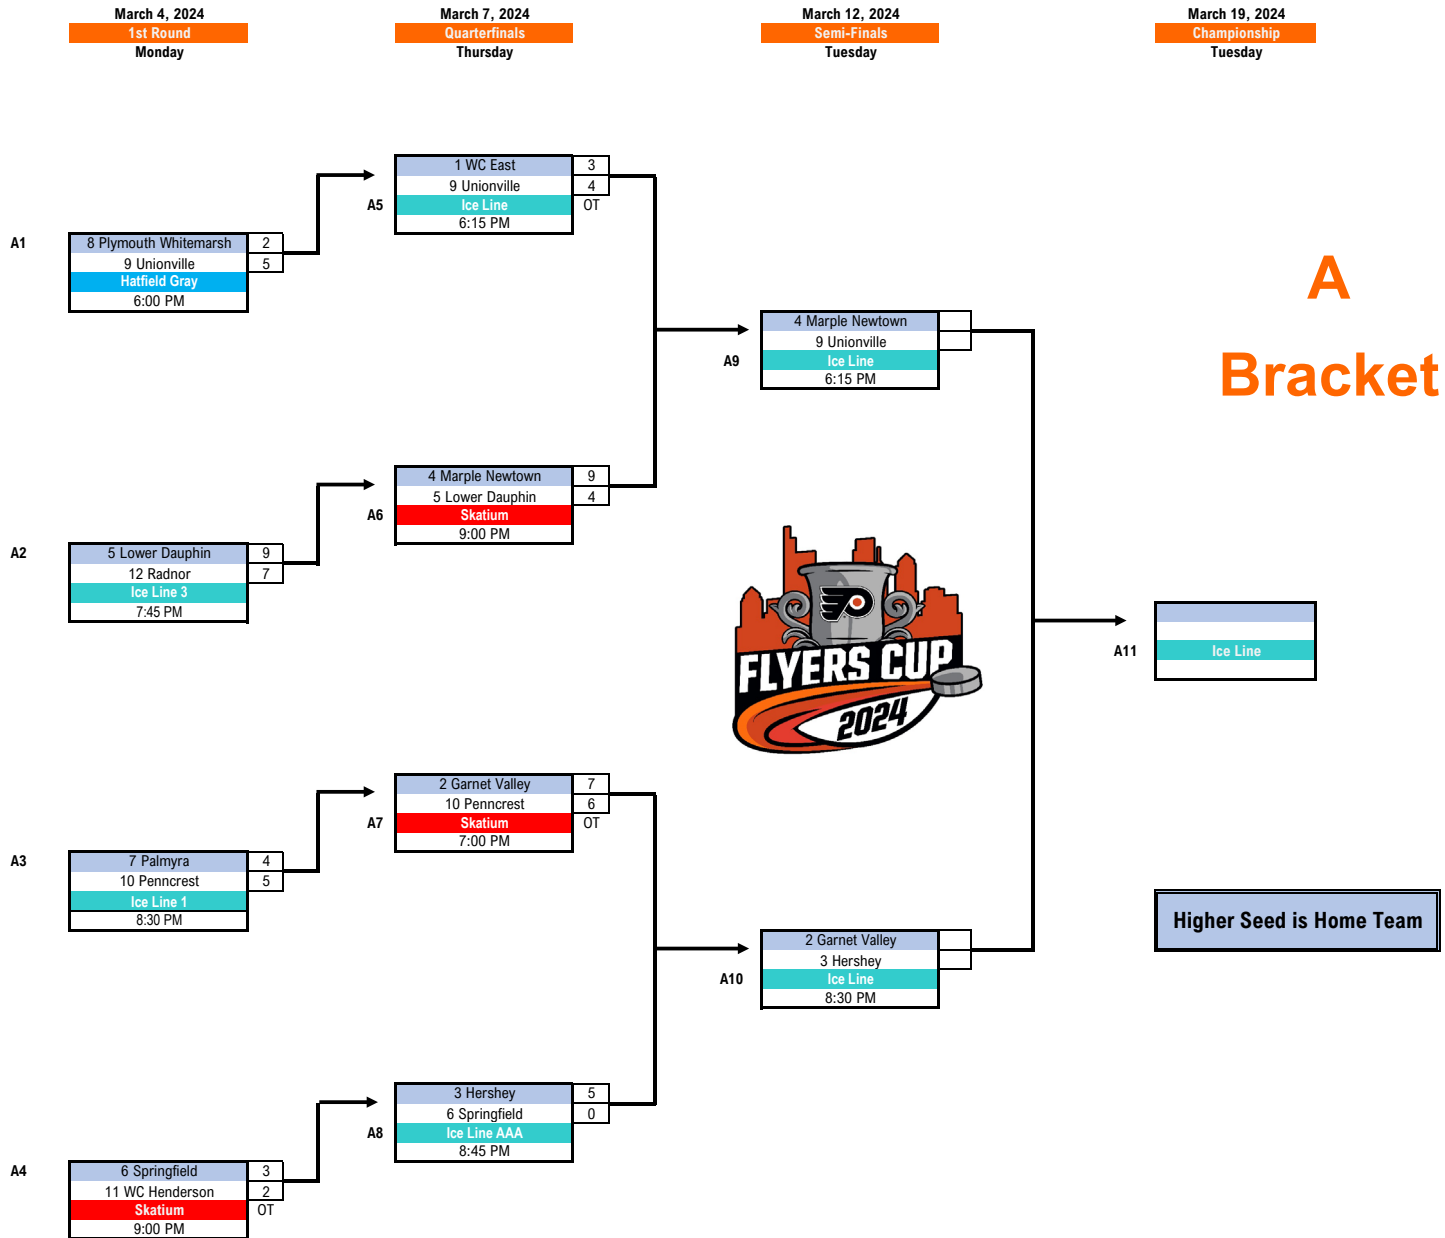 March 4, 2024
1st Round
Monday
March 7, 2024
Quarterfinals
Thursday
March 12, 2024
Semi-Finals
Tuesday
March 19, 2024
Championship
Tuesday
A1
8 Plymouth Whitemarsh 2
9 Unionville 5
Hatfield Gray
6:00 PM
A2
5 Lower Dauphin 9
12 Radnor 7
Ice Line 3
7:45 PM
A3
7 Palmyra 4
10 Penncrest 5
Ice Line 1
8:30 PM
A4
6 Springfield 3
11 WC Henderson 2
Skatium OT
9:00 PM
A5
1 WC East 3
9 Unionville 4
Ice Line OT
6:15 PM
A6
4 Marple Newtown 9
5 Lower Dauphin 4
Skatium
9:00 PM
A7
2 Garnet Valley 7
10 Penncrest 6
Skatium OT
7:00 PM
A8
3 Hershey 5
6 Springfield 0
Ice Line AAA
8:45 PM
A9
4 Marple Newtown
9 Unionville
Ice Line
6:15 PM
FLYERS CUP
2024
A10
2 Garnet Valley
3 Hershey
Ice Line
8:30 PM
A11
Ice Line
A
Bracket
Higher Seed is Home Team